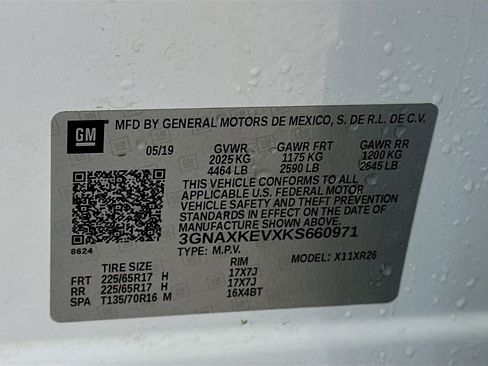 GM MFD BY GENERAL MOTORS DE MEXICO, S. DE R.L. DE C.V.
05/19 GVWR GAWR FRT GAWR RR
2025 KG 1175 KG 1200 KG
4464 LB 2590 LB 2645 LB
THIS VEHICLE CONFORMS TO ALL
APPLICABLE U.S. FEDERAL MOTOR
VEHICLE SAFETY AND THEFT PREVENTION
STANDARDS IN EFFECT ON THE DATE OF
MANUFACTURE SHOWN ABOVE.
8624 3GNAXKEVXKS660971
TYPE: M.P.V. MODEL: X11XR26
TIRE SIZE RIM
FRT 225/65R17 H 17X7J
RR 225/65R17 H 17X7J
SPA T135/70R16 M 16X4BT